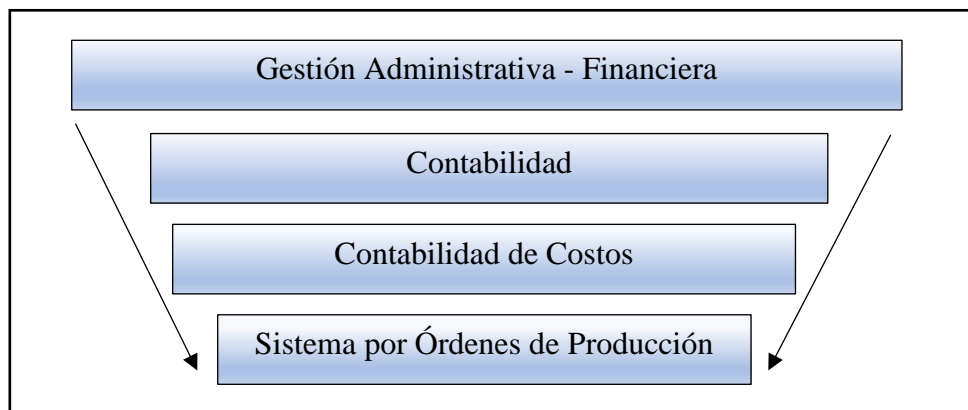 Gestión Administrativa - Financiera
Contabilidad
Contabilidad de Costos
Sistema por Órdenes de Producción